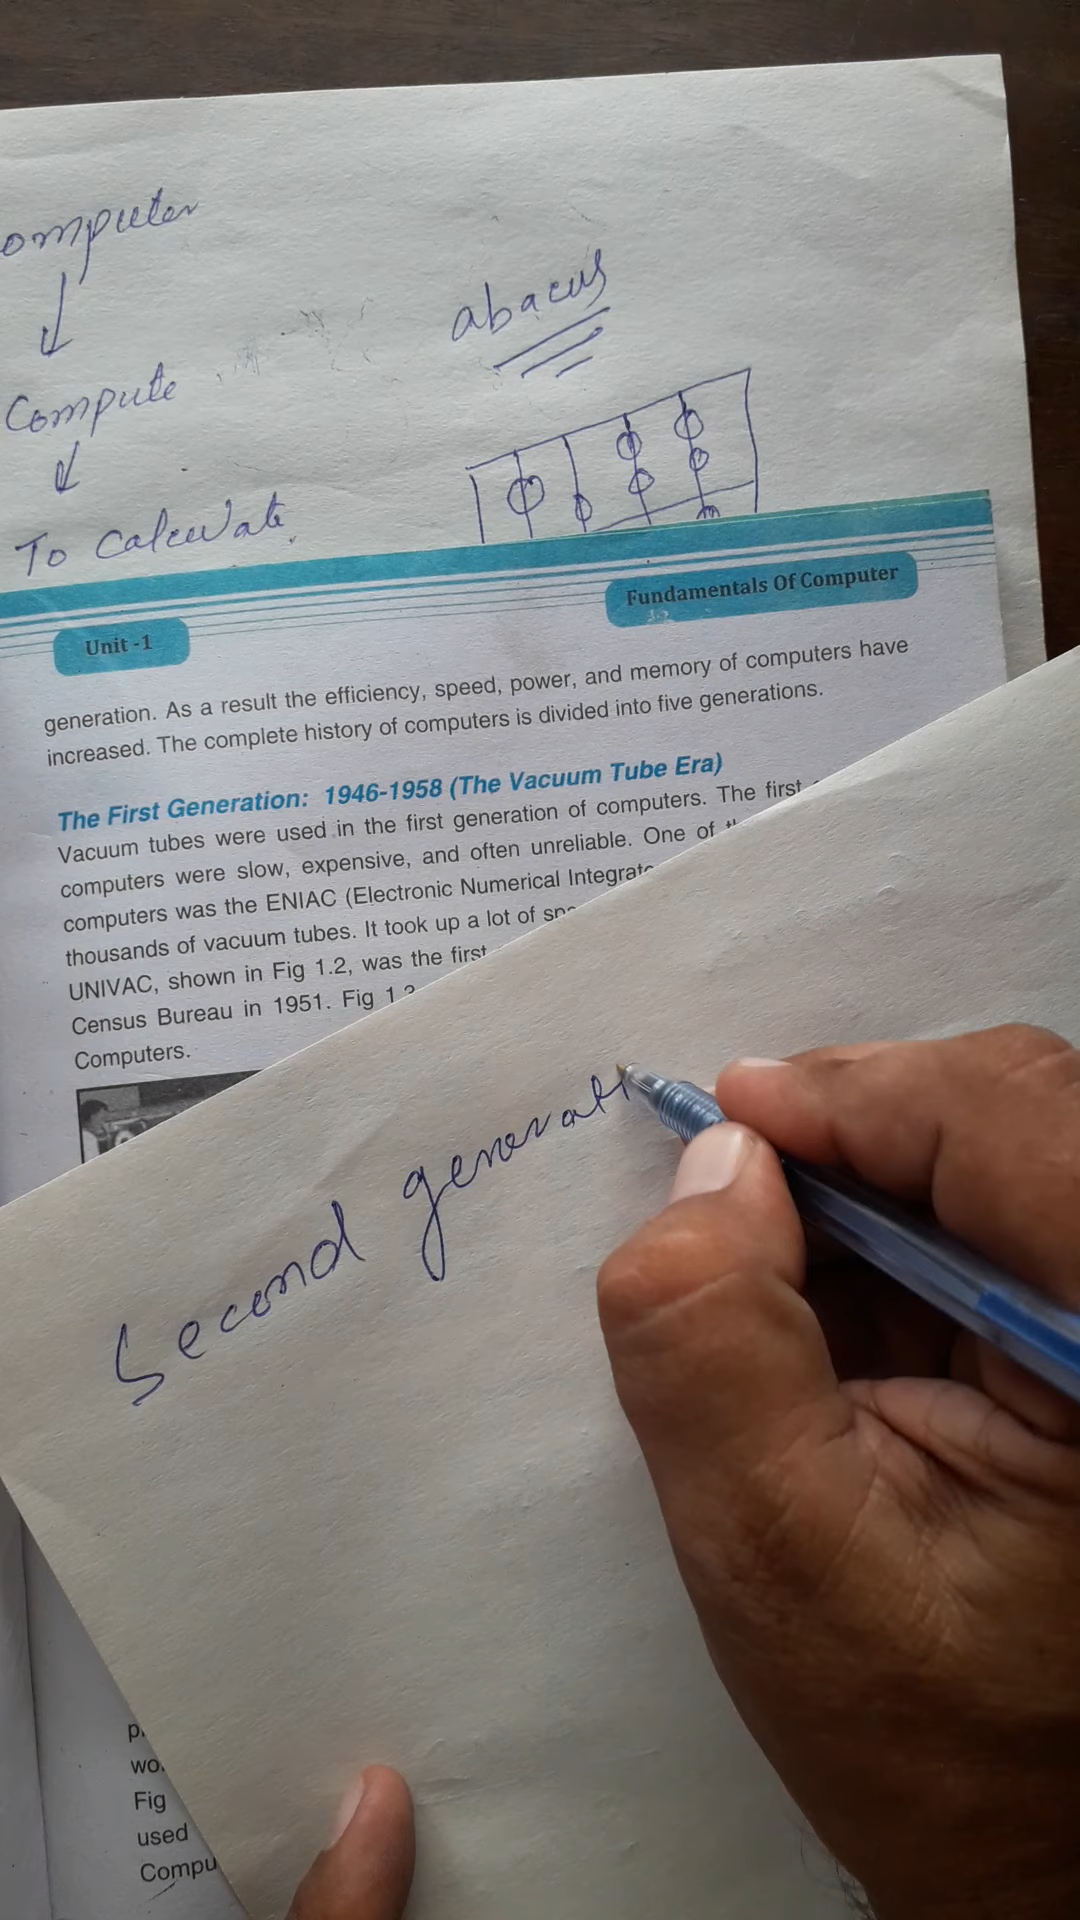 omputer
abacus
Compute
To Calculate
Fundamentals Of Computer
Unit -1
generation. As a result the efficiency, speed, power, and memory of computers have
increased. The complete history of computers is divided into five generations.
The First Generation: 1946-1958 (The Vacuum Tube Era)
Vacuum tubes were used in the first generation of computers. The first
computers were slow, expensive, and often unreliable. One of
computers was the ENIAC (Electronic Numerical Integrat
thousands of vacuum tubes. It took up a lot of
UNIVAC, shown in Fig 1.2, was the first
Census Bureau in 1951. Fig 1
Computers.
Second generati
p
wo
Fig
used
Compu